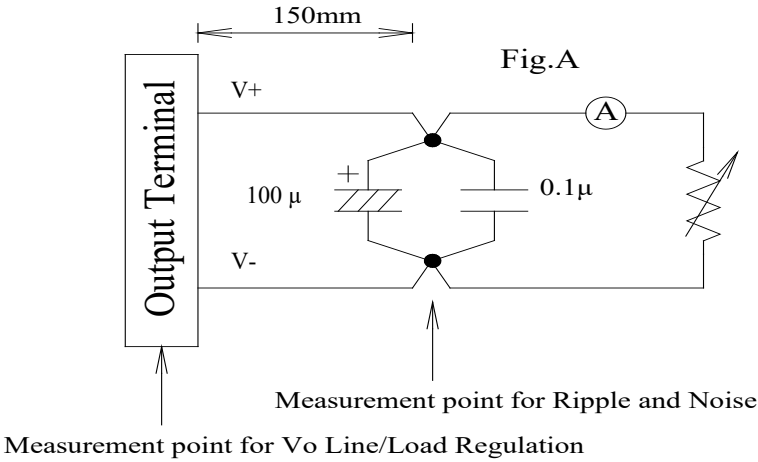 150mm
Fig.A
V+
A
Output Terminal
+
100 μ
0.1μ
V-
Measurement point for Ripple and Noise
Measurement point for Vo Line/Load Regulation